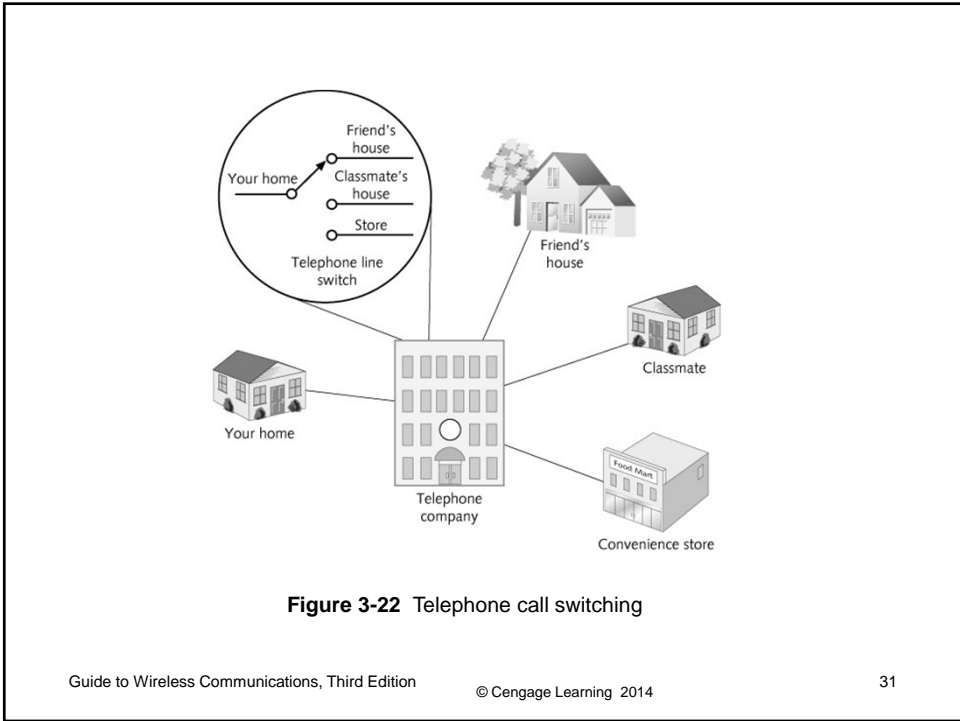 Friend's
house
Your home
Classmate's
house
Store
Telephone line
switch
Friend's
house
Classmate
Your home
Food Mart
Telephone
company
Convenience store
Figure 3-22 Telephone call switching
Guide to Wireless Communications, Third Edition
© Cengage Learning 2014
31